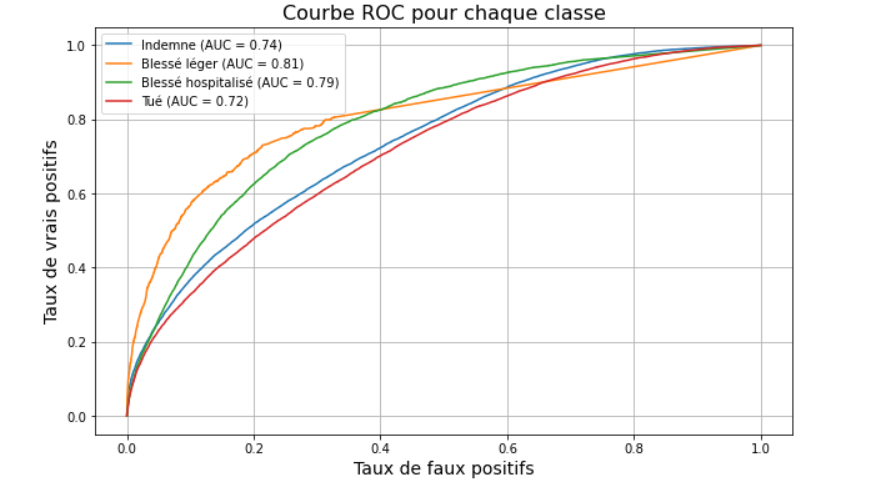 Courbe ROC pour chaque classe
Indemne (AUC = 0.74)
Blessé léger (AUC = 0.81)
Blessé hospitalisé (AUC = 0.79)
Tué (AUC = 0.72)
1.0
0.8
0.6
0.4
0.2
0.0
Taux de vrais positifs
0.0 0.2 0.4 0.6 0.8 1.0
Taux de faux positifs